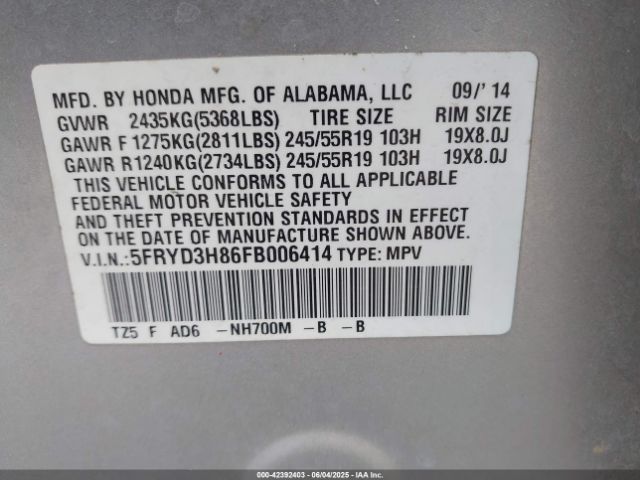 MFD. BY HONDA MFG. OF ALABAMA, LLC 09/' 14
GVWR 2435KG(5368LBS) TIRE SIZE RIM SIZE
GAWR F 1275KG(2811LBS) 245/55R19 103H 19X8.0J
GAWR R1240KG(2734LBS) 245/55R19 103H 19X8.0J
THIS VEHICLE CONFORMS TO ALL APPLICABLE
FEDERAL MOTOR VEHICLE SAFETY
AND THEFT PREVENTION STANDARDS IN EFFECT
ON THE DATE OF MANUFACTURE SHOWN ABOVE.
V.I.N.:5FRYD3H86FB006414 TYPE: MPV
TZ5 F AD6 -NH700M -B -B
000-42392403 - 06/04/2025 - IAAI.COM